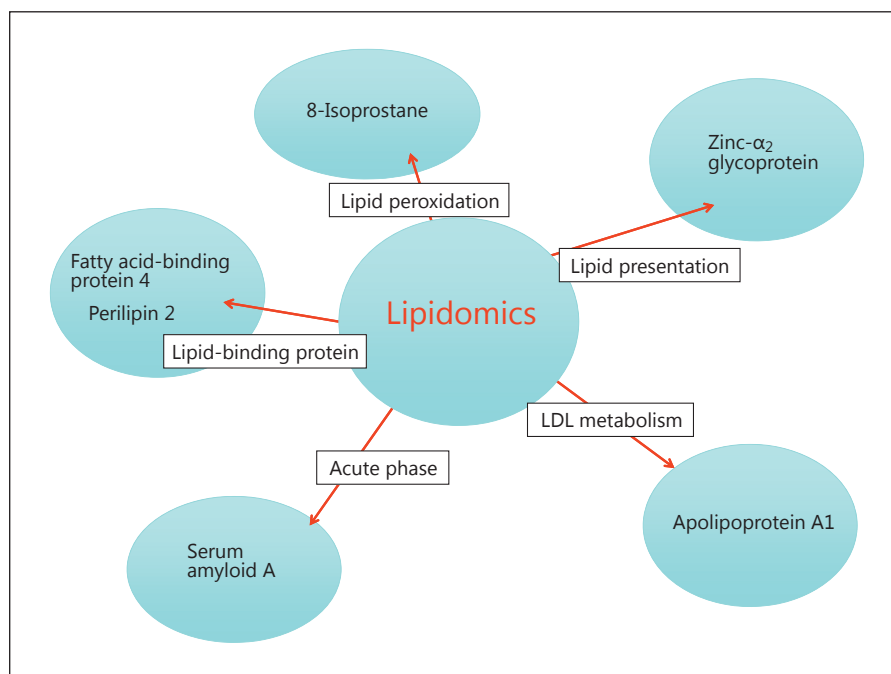 8-Isoprostane
Zinc-α₂
glycoprotein
Lipid peroxidation
Lipid presentation
Fatty acid-binding
protein 4
Perilipin 2
Lipidomics
Lipid-binding protein
LDL metabolism
Acute phase
Apolipoprotein A1
Serum
amyloid A